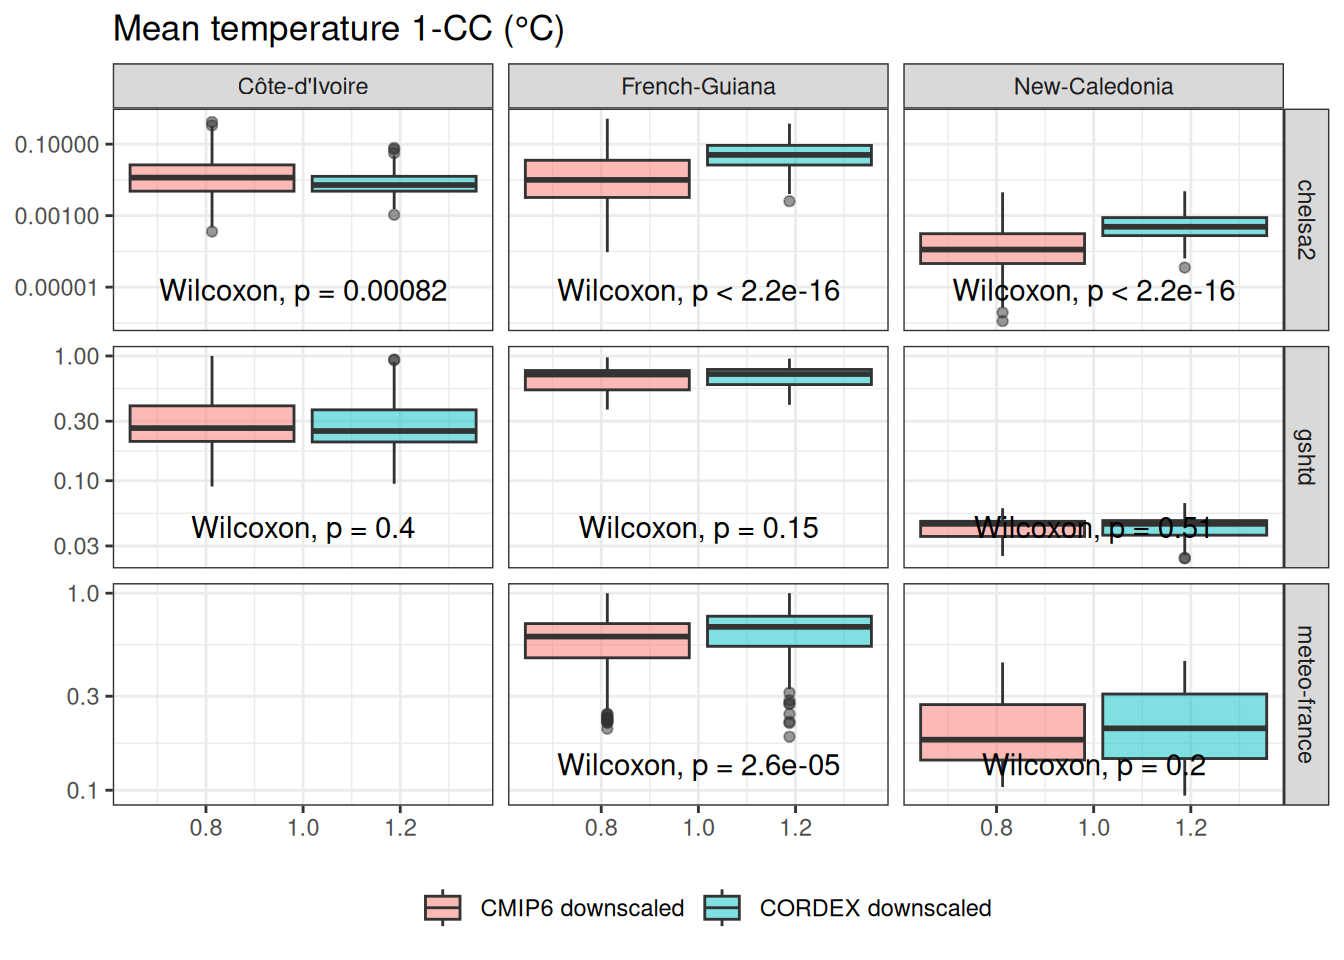 Mean temperature 1-CC (°C)
Côte-d'Ivoire French-Guiana New-Caledonia
0.10000
0.00100
0.00001
Wilcoxon, p = 0.00082 Wilcoxon, p < 2.2e-16 Wilcoxon, p < 2.2e-16
chelsa2
1.00
0.30
0.10
0.03
Wilcoxon, p = 0.4 Wilcoxon, p = 0.15 Wilcoxon, p = 0.51
gshtd
1.0
0.3
0.1
Wilcoxon, p = 2.6e-05 Wilcoxon, p = 0.2
meteo-france
0.8 1.0 1.2 0.8 1.0 1.2 0.8 1.0 1.2
CMIP6 downscaled CORDEX downscaled